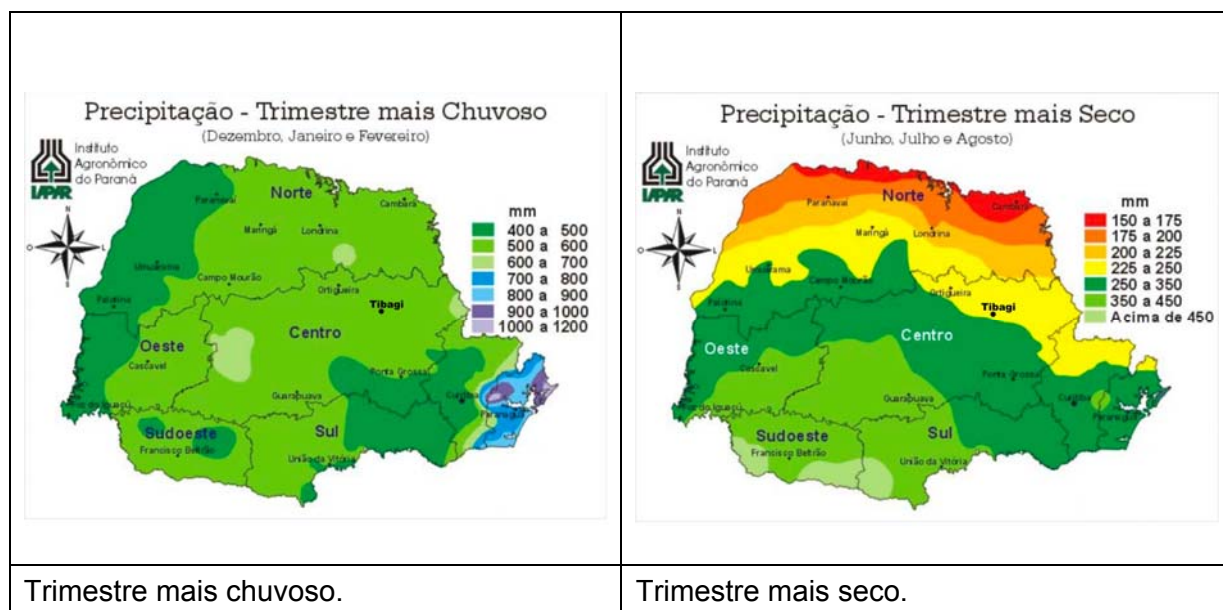 Precipitação - Trimestre mais Chuvoso
(Dezembro, Janeiro e Fevereiro)
Instituto
Agronômico
do Paraná
IAPAR
N
O
L
S
mm
400 a 500
500 a 600
600 a 700
700 a 800
800 a 900
900 a 1000
1000 a 1200
Norte
Paranavaí
Cambará
Maringá
Londrina
Umuarama
Campo Mourão
Ortigueira
Palotina
Tibagi
Centro
Oeste
Cascavel
Ponta Grossa
Curitiba
Guarapuava
Paranaguá
Foz do Iguaçú
Sudoeste
Sul
Francisco Beltrão
União da Vitória
Trimestre mais chuvoso.
Precipitação - Trimestre mais Seco
(Junho, Julho e Agosto)
Instituto
Agronômico
do Paraná
IAPAR
N
O
L
S
mm
150 a 175
175 a 200
200 a 225
225 a 250
250 a 350
350 a 450
Acima de 450
Norte
Paranavaí
Cambará
Maringá
Londrina
Umuarama
Campo Mourão
Ortigueira
Palotina
Tibagi
Centro
Oeste
Cascavel
Ponta Grossa
Curitiba
Guarapuava
Paranaguá
Foz do Iguaçú
Sudoeste
Sul
Francisco Beltrão
União da Vitória
Trimestre mais seco.